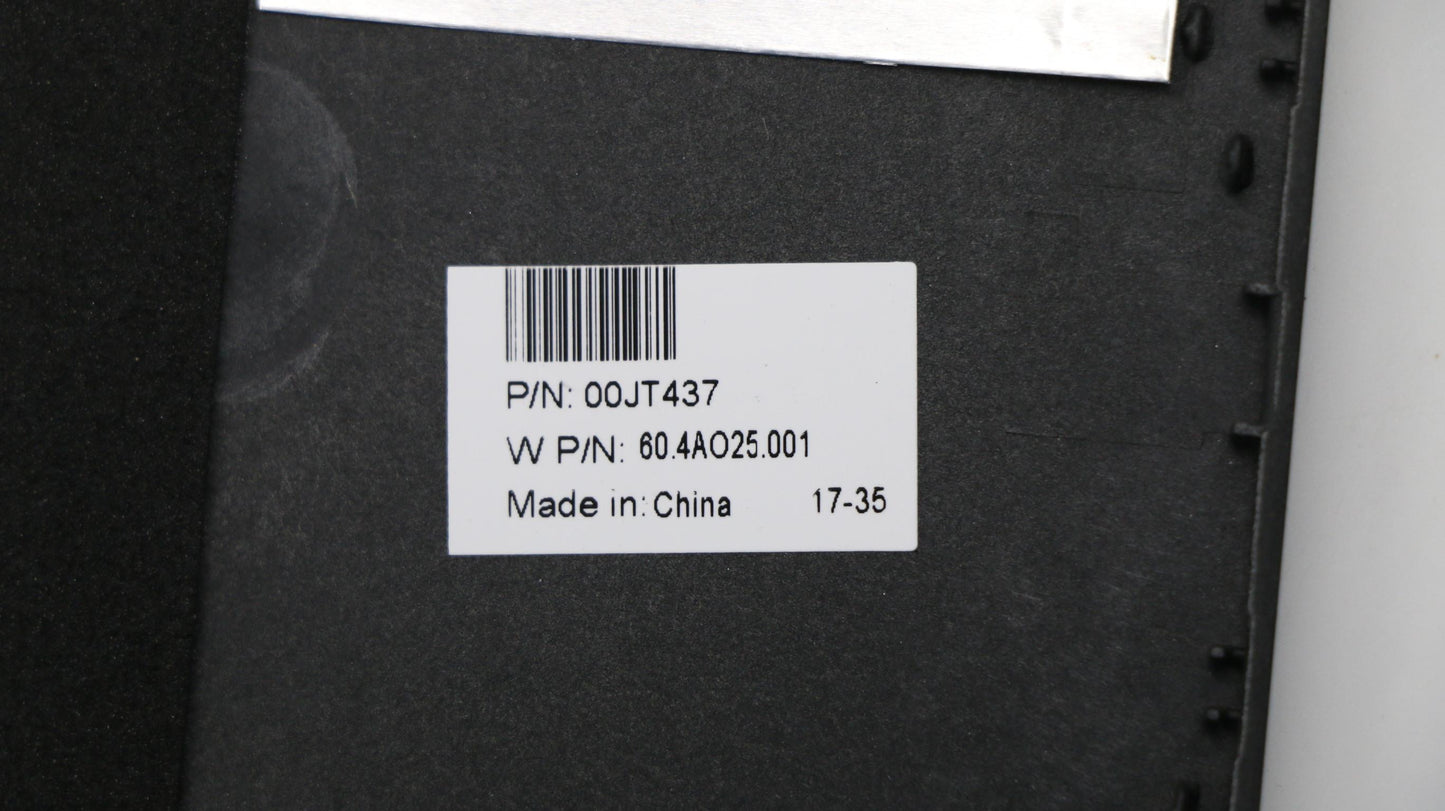 P/N: 00JT437
W P/N: 60.4AO25.001
Made in: China 17-35